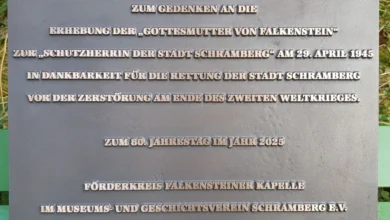 ZUM GEDENKEN AN DIE
ERHEBUNG DER „GOTTESMUTTER VON FALKENSTEIN“
ZUR „SCHUTZHERRIN DER STADT SCHRAMBERG“ AM 29. APRIL 1945
IN DANKBARKEIT FÜR DIE RETTUNG DER STADT SCHRAMBERG
VOR DER ZERSTÖRUNG AM ENDE DES ZWEITEN WELTKRIEGES.
ZUM 80. JAHRESTAG IM JAHR 2025
FÖRDERKREIS FALKENSTEINER KAPELLE
IM MUSEUMS- UND GESCHICHTSVEREIN SCHRAMBERG E.V.